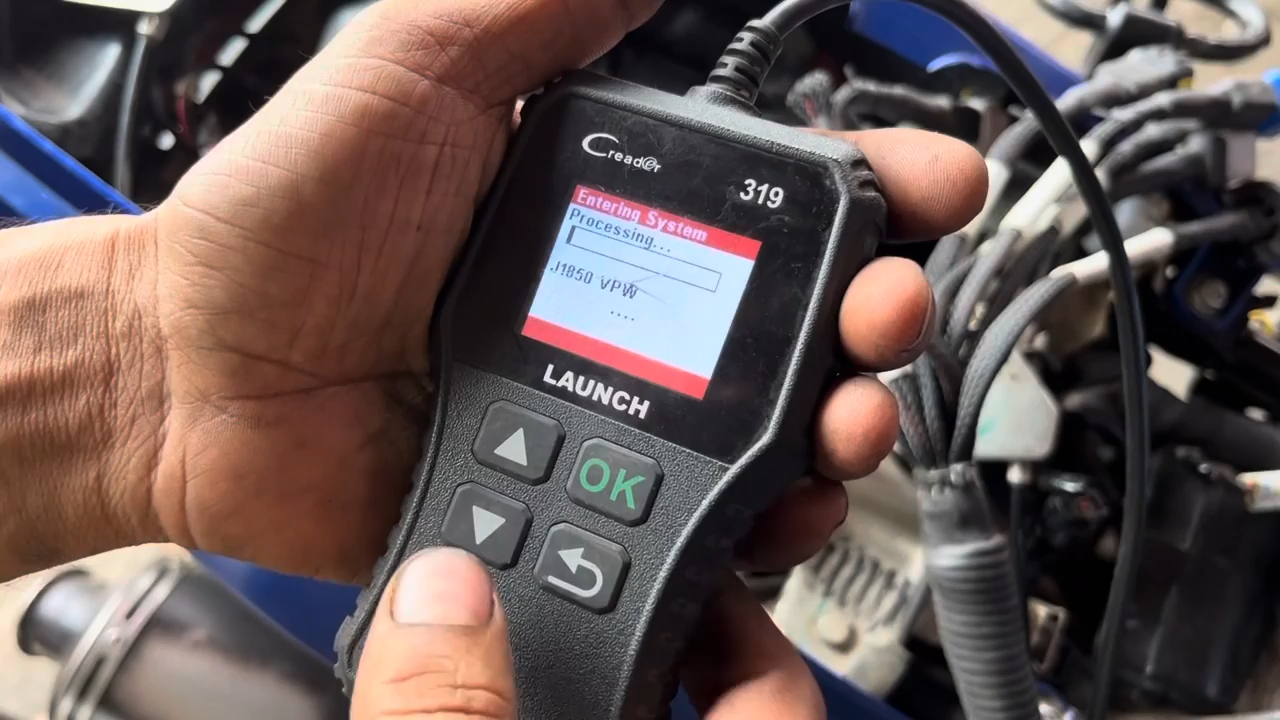 Creader
319
Entering System
Processing...
J1850 VPW
....
LAUNCH
OK